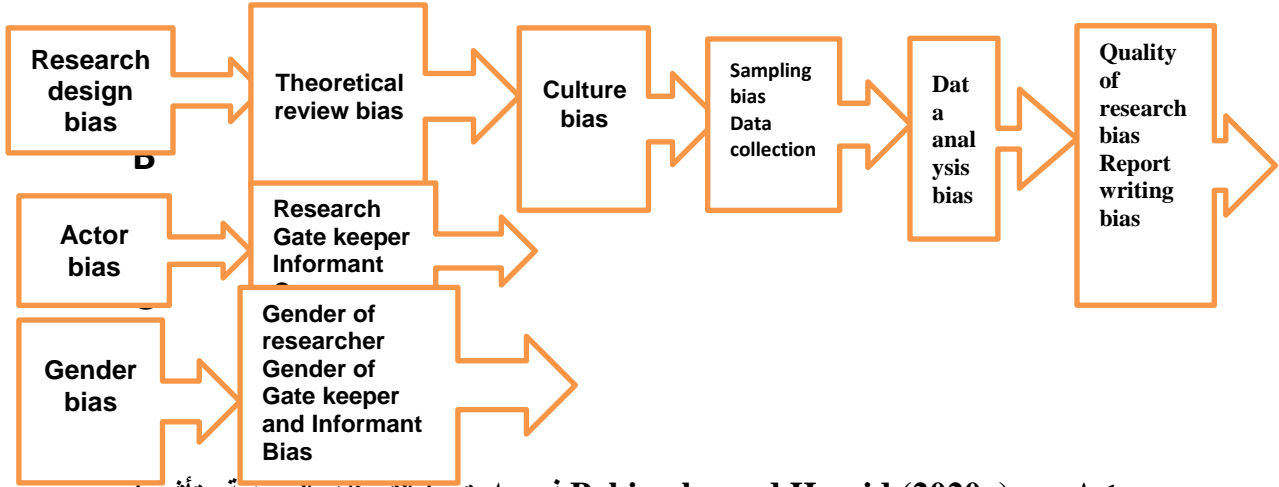 Research
design
bias
B
Theoretical
review bias
Culture
bias
Sampling
bias
Data
collection
Dat
a
anal
ysis
bias
Quality
of
research
bias
Report
writing
bias
Actor
bias
Research
Gate keeper
Informant
Gender
bias
Gender of
researcher
Gender of
Gate keeper
and Informant
Bias